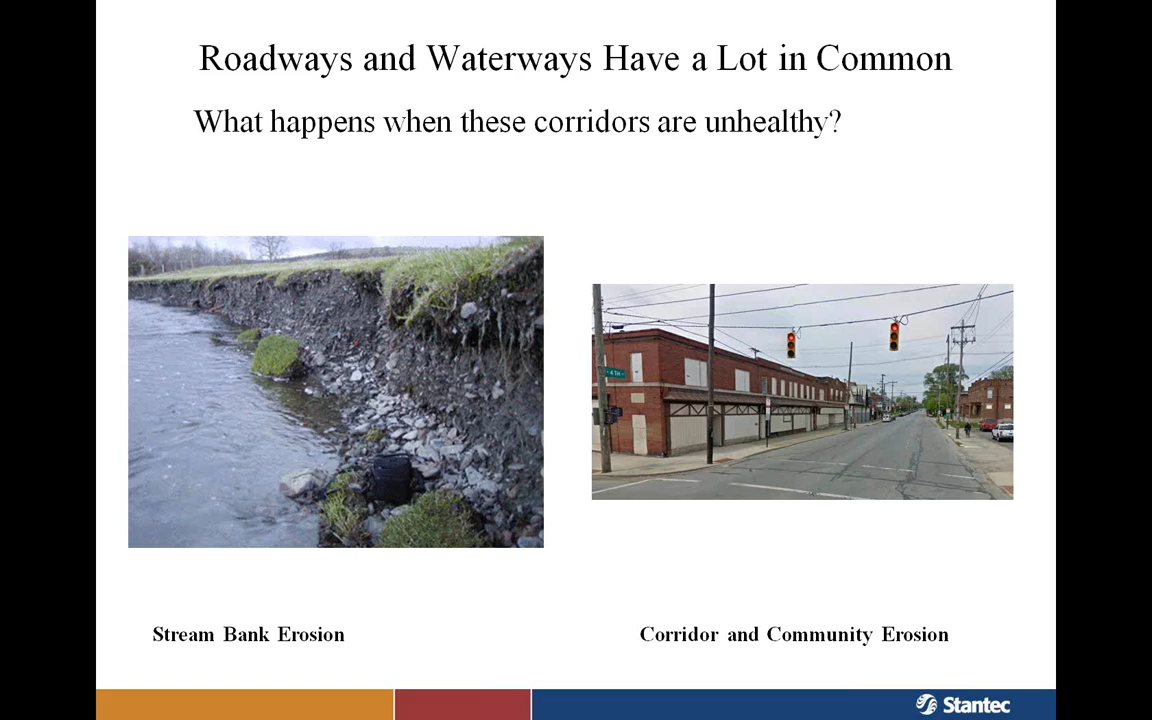 Roadways and Waterways Have a Lot in Common
What happens when these corridors are unhealthy?
4TH
Stream Bank Erosion
Corridor and Community Erosion
Stantec